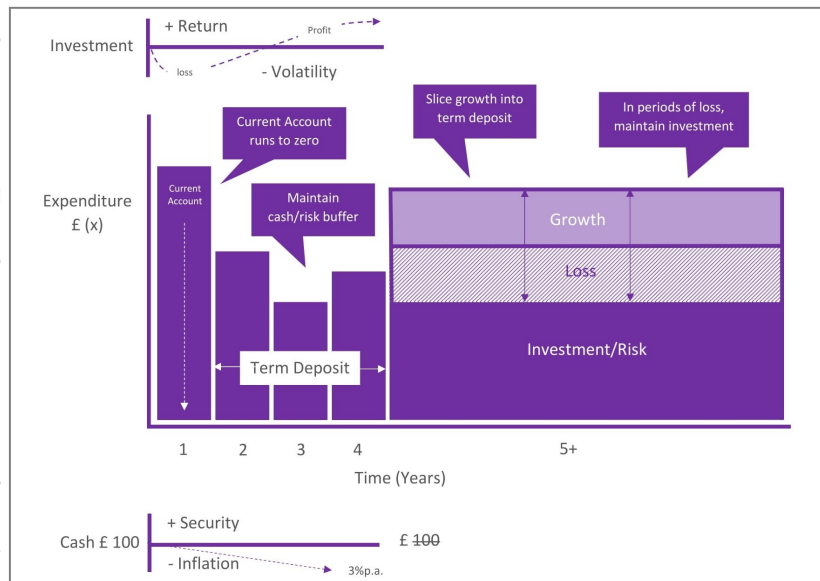 + Return
Profit
Investment
loss
- Volatility
Slice growth into
term deposit
In periods of loss,
maintain investment
Current Account
runs to zero
Current
Account
Expenditure
£ (x)
Maintain
cash/risk buffer
Growth
Loss
Investment/Risk
Term Deposit
1
2
3
4
5+
Time (Years)
+ Security
Cash £ 100
£ 100
- Inflation
3%p.a.